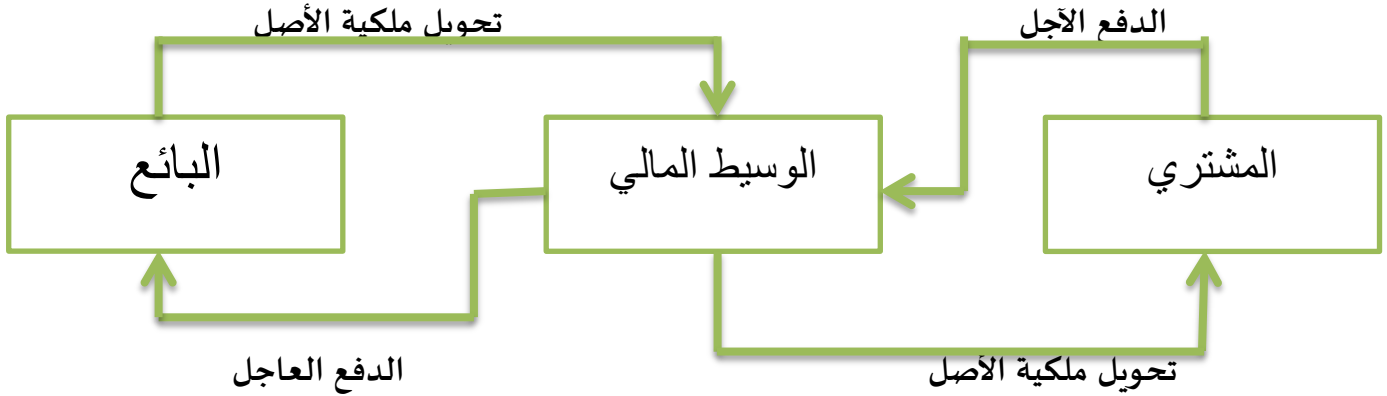 الدفع الآجل
تحويل ملكية الأصل
المشتري
الوسيط المالي
البائع
تحويل ملكية الأصل
الدفع العاجل